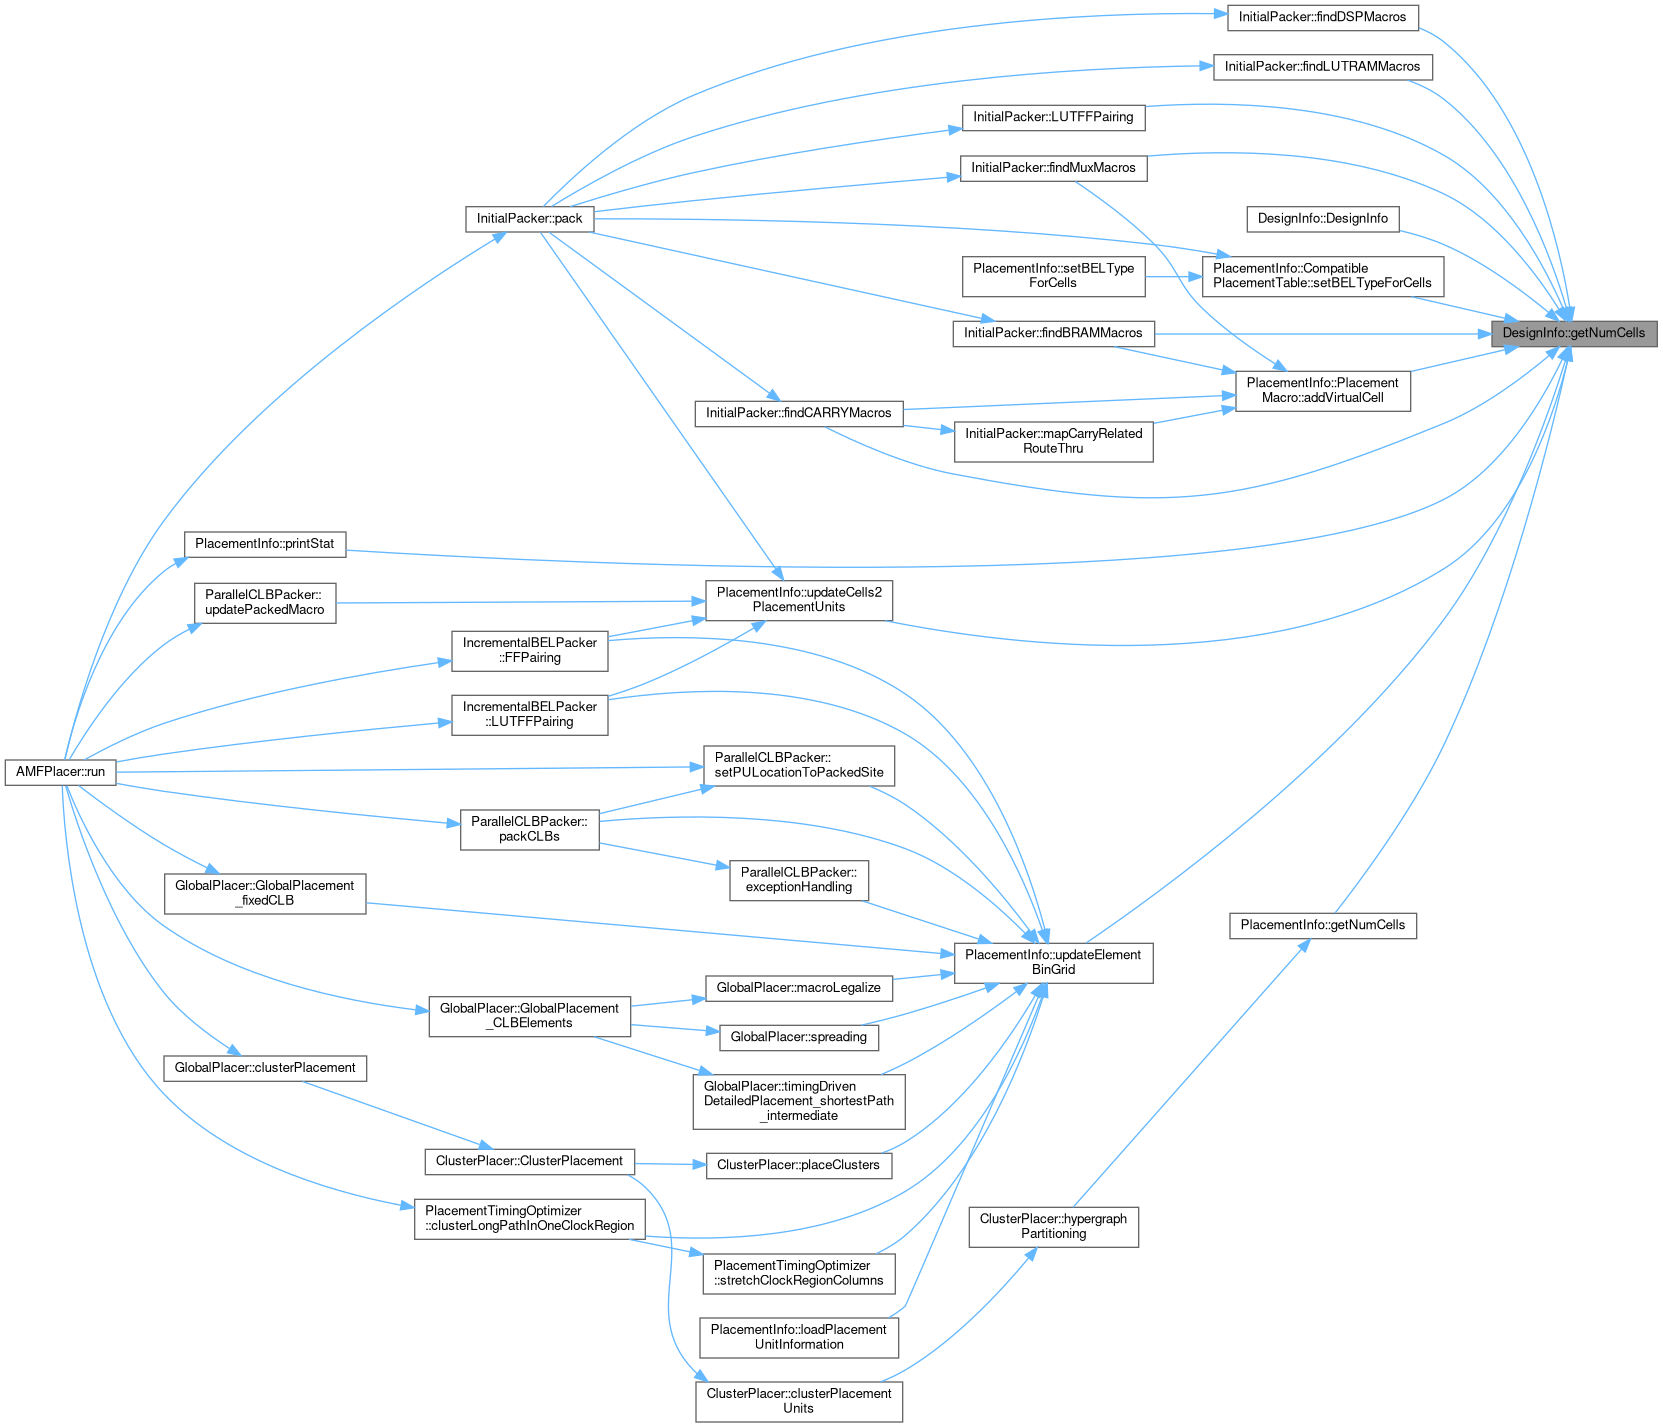 InitialPacker::findDSPMacros
InitialPacker::findLUTRAMMacros
InitialPacker::LUTFFPairing
InitialPacker::findMuxMacros
InitialPacker::pack
DesignInfo::DesignInfo
PlacementInfo::setBELType
ForCells
PlacementInfo::Compatible
PlacementTable::setBELTypeForCells
InitialPacker::findBRAMMacros
DesignInfo::getNumCells
PlacementInfo::Placement
Macro::addVirtualCell
InitialPacker::findCARRYMacros
InitialPacker::mapCarryRelated
RouteThru
PlacementInfo::printStat
ParallelCLBPacker::
updatePackedMacro
PlacementInfo::updateCells2
PlacementUnits
IncrementalBELPacker
::FFPairing
IncrementalBELPacker
::LUTFFPairing
AMFPlacer::run
ParallelCLBPacker::
setPULocationToPackedSite
ParallelCLBPacker::
packCLBs
ParallelCLBPacker::
exceptionHandling
GlobalPlacer::GlobalPlacement
_fixedCLB
PlacementInfo::getNumCells
PlacementInfo::updateElement
BinGrid
GlobalPlacer::macroLegalize
GlobalPlacer::GlobalPlacement
_CLBElements
GlobalPlacer::spreading
GlobalPlacer::clusterPlacement
GlobalPlacer::timingDriven
DetailedPlacement_shortestPath
_intermediate
ClusterPlacer::ClusterPlacement
ClusterPlacer::placeClusters
PlacementTimingOptimizer
::clusterLongPathInOneClockRegion
ClusterPlacer::hypergraph
Partitioning
PlacementTimingOptimizer
::stretchClockRegionColumns
PlacementInfo::loadPlacement
UnitInformation
ClusterPlacer::clusterPlacement
Units